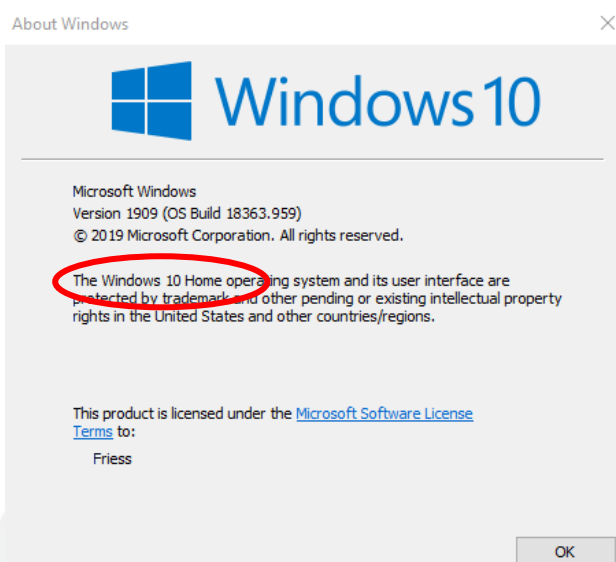 About Windows
Windows 10
Microsoft Windows
Version 1909 (OS Build 18363.959)
© 2019 Microsoft Corporation. All rights reserved.
The Windows 10 Home operating system and its user interface are
protected by trademark and other pending or existing intellectual property
rights in the United States and other countries/regions.
This product is licensed under the Microsoft Software License
Terms to:
Friess
OK